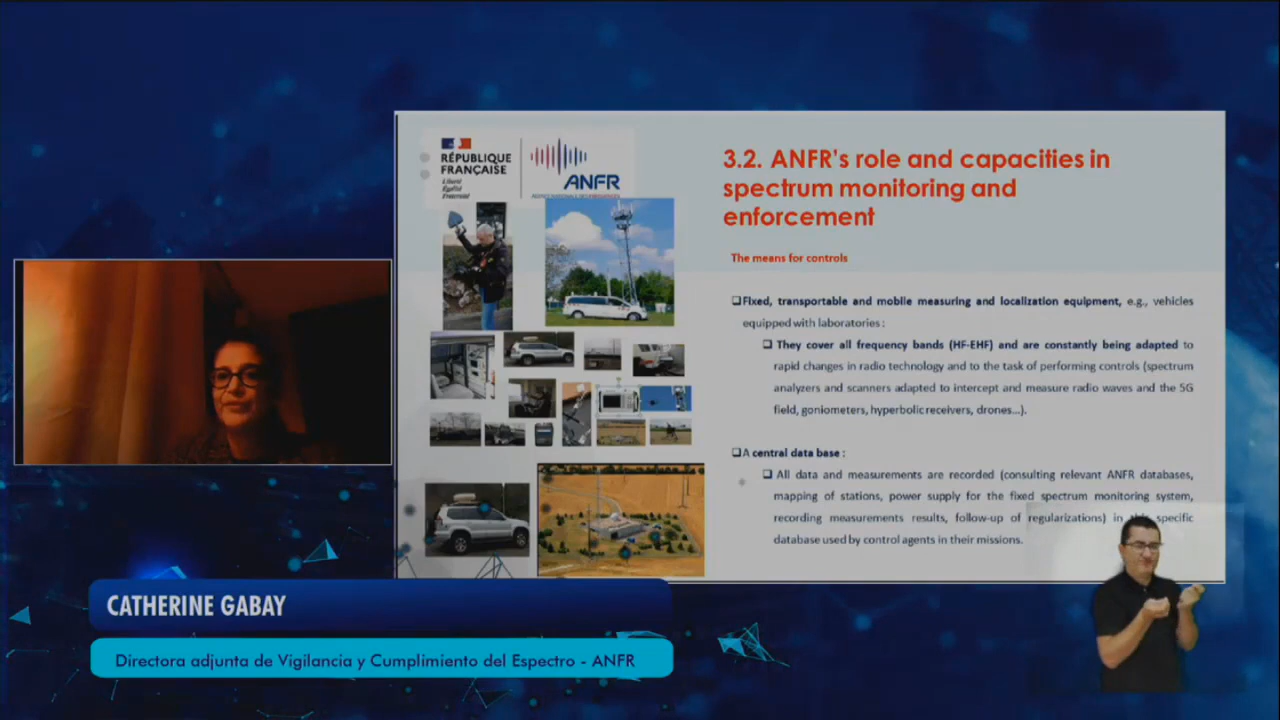 RÉPUBLIQUE
FRANÇAISE
Liberté
Égalité
Fraternité
ANFR
3.2. ANFR's role and capacities in
spectrum monitoring and
enforcement
The means for controls
❑Fixed, transportable and mobile measuring and localization equipment, e.g., vehicles
equipped with laboratories :
❑ They cover all frequency bands (HF-EHF) and are constantly being adapted to
rapid changes in radio technology and to the task of performing controls (spectrum
analyzers and scanners adapted to intercept and measure radio waves and the 5G
field, goniometers, hyperbolic receivers, drones...).
❑A central data base :
❑ All data and measurements are recorded (consulting relevant ANFR databases,
mapping of stations, power supply for the fixed spectrum monitoring system,
recording measurements results, follow-up of regularizations) in this specific
database used by control agents in their missions.
CATHERINE GABAY
Directora adjunta de Vigilancia y Cumplimiento del Espectro - ANFR